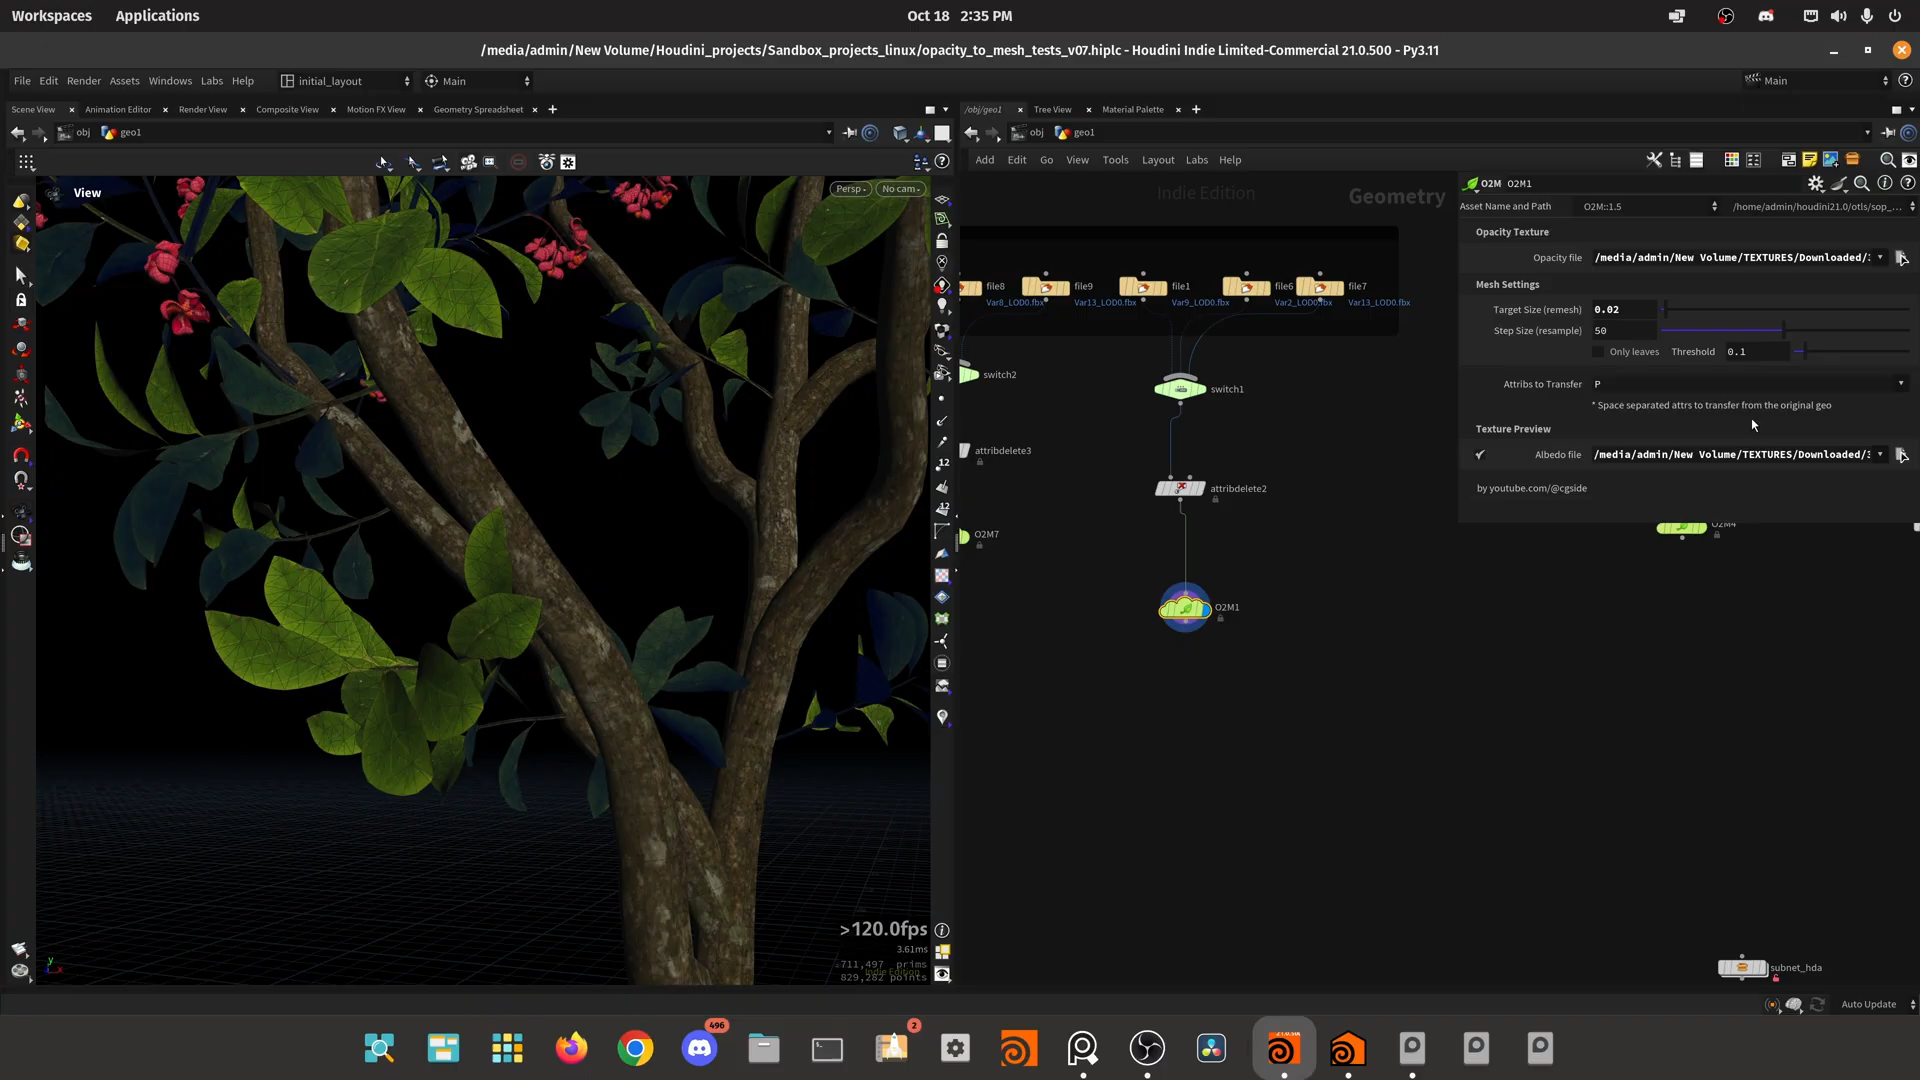 Workspaces Applications Oct 18 2:35 PM
/media/admin/New Volume/Houdini_projects/Sandbox_projects_linux/opacity_to_mesh_tests_v07.hiplc - Houdini Indie Limited-Commercial 21.0.500 - Py3.11
File Edit Render Assets Windows Labs Help initial_layout Main Main
Scene View Animation Editor Render View Composite View Motion FX View Geometry Spreadsheet
/obj/geo1 Tree View Material Palette
obj geo1
obj geo1
Add Edit Go View Tools Layout Labs Help
View
Persp No cam
Indie Edition
Geometry
O2M O2M1
Asset Name and Path O2M::1.5 /home/admin/houdini21.0/otls/sop_...
Opacity Texture
Opacity file /media/admin/New Volume/TEXTURES/Downloaded/
Mesh Settings
Target Size (remesh) 0.02
Step Size (resample) 50
Only leaves Threshold 0.1
Attribs to Transfer P
* Space separated attrs to transfer from the original geo
Texture Preview
Albedo file /media/admin/New Volume/TEXTURES/Downloaded/
by youtube.com/@cgside
file8
Var8_LOD0.fbx
file9
Var13_LOD0.fbx
file1
Var9_LOD0.fbx
file6
Var2_LOD0.fbx
file7
Var13_LOD0.fbx
switch2
switch1
attribdelete3
attribdelete2
O2M7
O2M4
O2M1
12
12
>120.0fps
3.61ms
711,497 prims
829,282 points
Indie Edition
y
x
subnet_hda
Auto Update
496
2